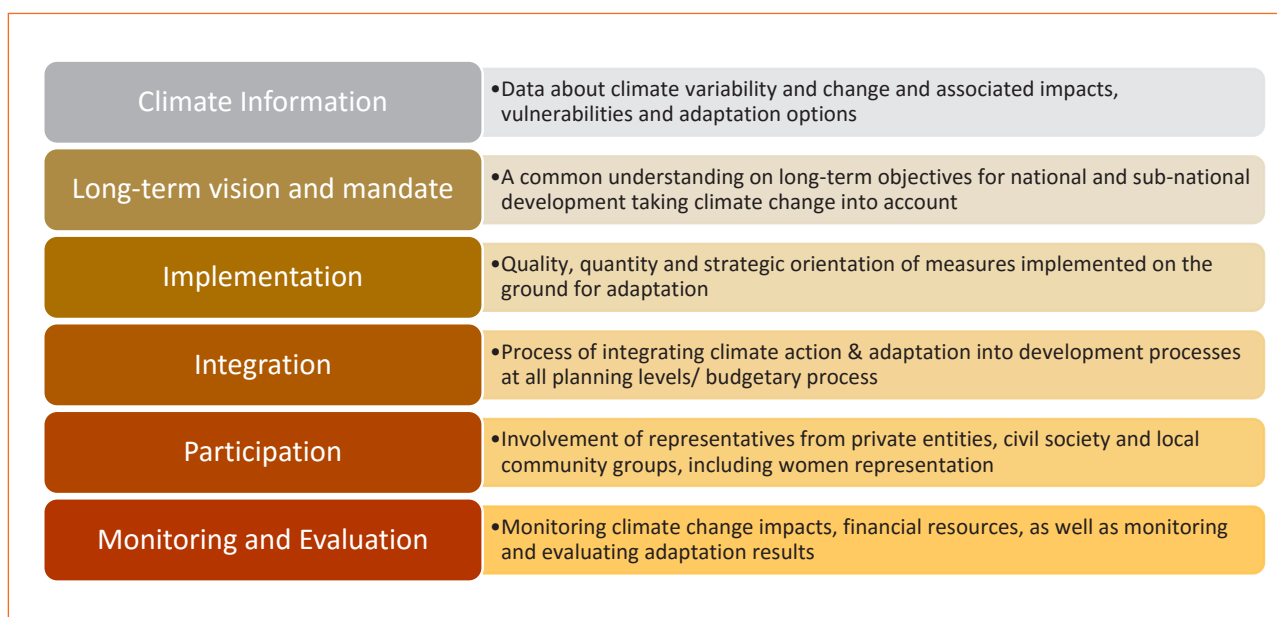 Climate Information
•Data about climate variability and change and associated impacts,
vulnerabilities and adaptation options
Long-term vision and mandate
•A common understanding on long-term objectives for national and sub-national
development taking climate change into account
Implementation
•Quality, quantity and strategic orientation of measures implemented on the
ground for adaptation
Integration
•Process of integrating climate action & adaptation into development processes
at all planning levels/ budgetary process
Participation
•Involvement of representatives from private entities, civil society and local
community groups, including women representation
Monitoring and Evaluation
•Monitoring climate change impacts, financial resources, as well as monitoring
and evaluating adaptation results